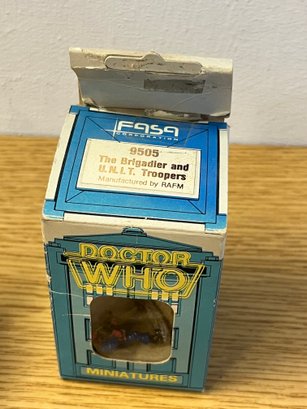 FASA
CORPORATION
9505
The Brigadier and
U.N.I.T. Troopers
Manufactured by RAFM
DOCTOR
WHO
MINIATURES